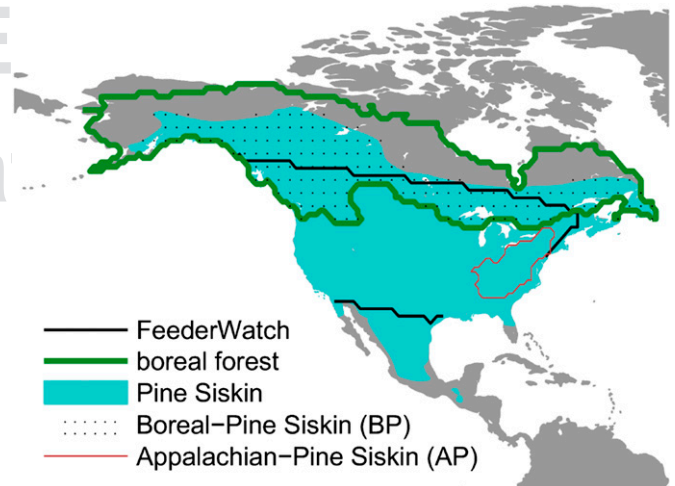 FeederWatch
boreal forest
Pine Siskin
Boreal−Pine Siskin (BP)
Appalachian−Pine Siskin (AP)